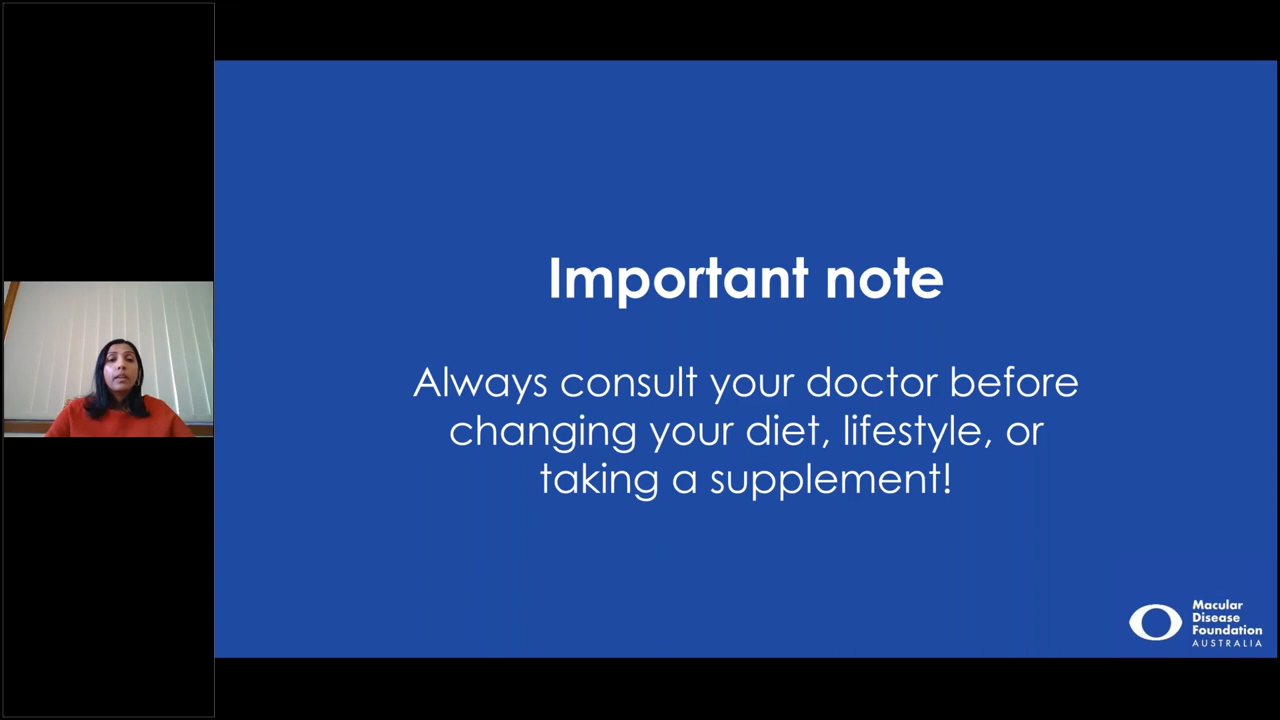 Important note
Always consult your doctor before
changing your diet, lifestyle, or
taking a supplement!
Macular
Disease
Foundation
AUSTRALIA